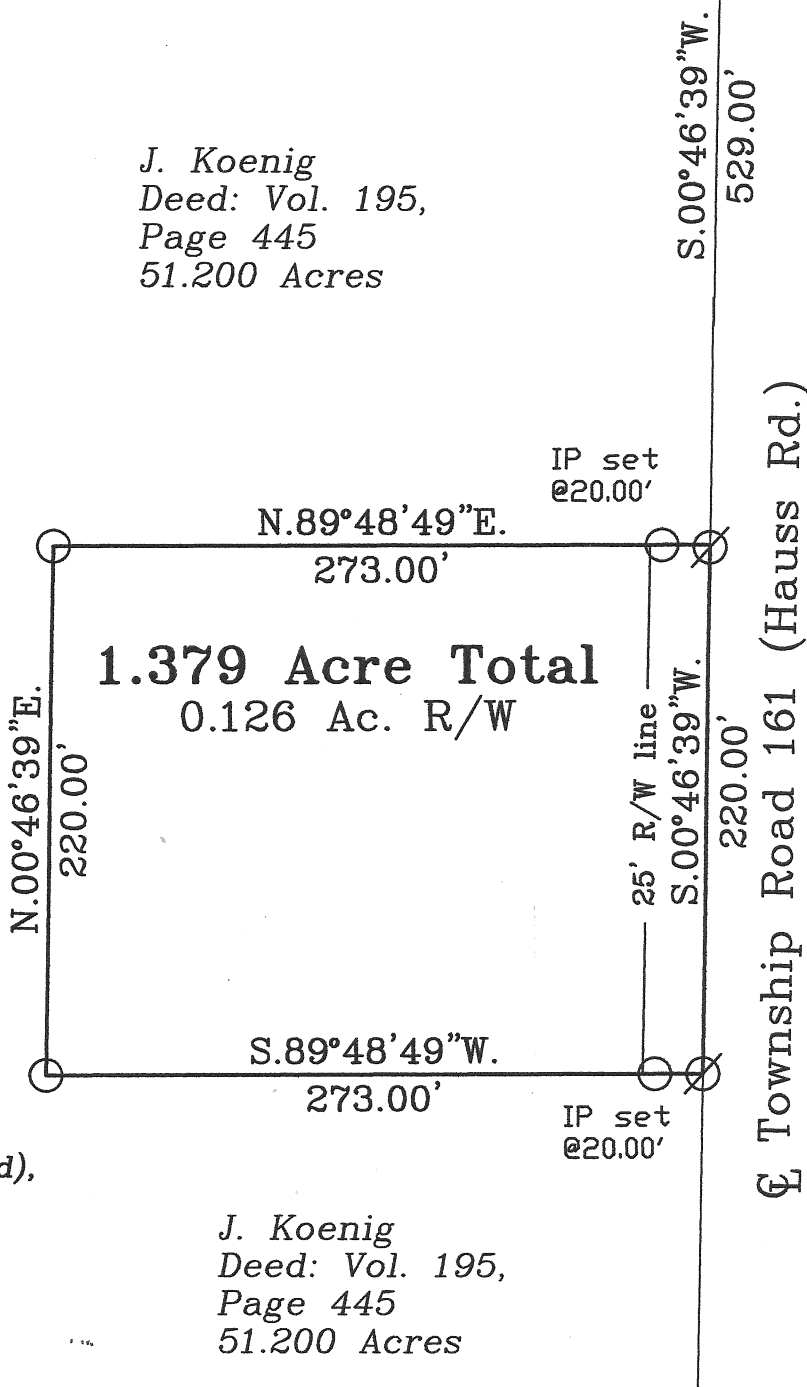 S.00°46'39"W.
529.00'
J. Koenig
Deed: Vol. 195,
Page 445
51.200 Acres
IP set
@20.00'
N.89°48'49"E.
273.00'
1.379 Acre Total
0.126 Ac. R/W
N.00°46'39"E.
220.00'
25' R/W line
S.00°46'39"W.
220.00'
℄ Township Road 161 (Hauss Rd.)
S.89°48'49"W.
273.00'
IP set
@20.00'
d),
J. Koenig
Deed: Vol. 195,
Page 445
51.200 Acres